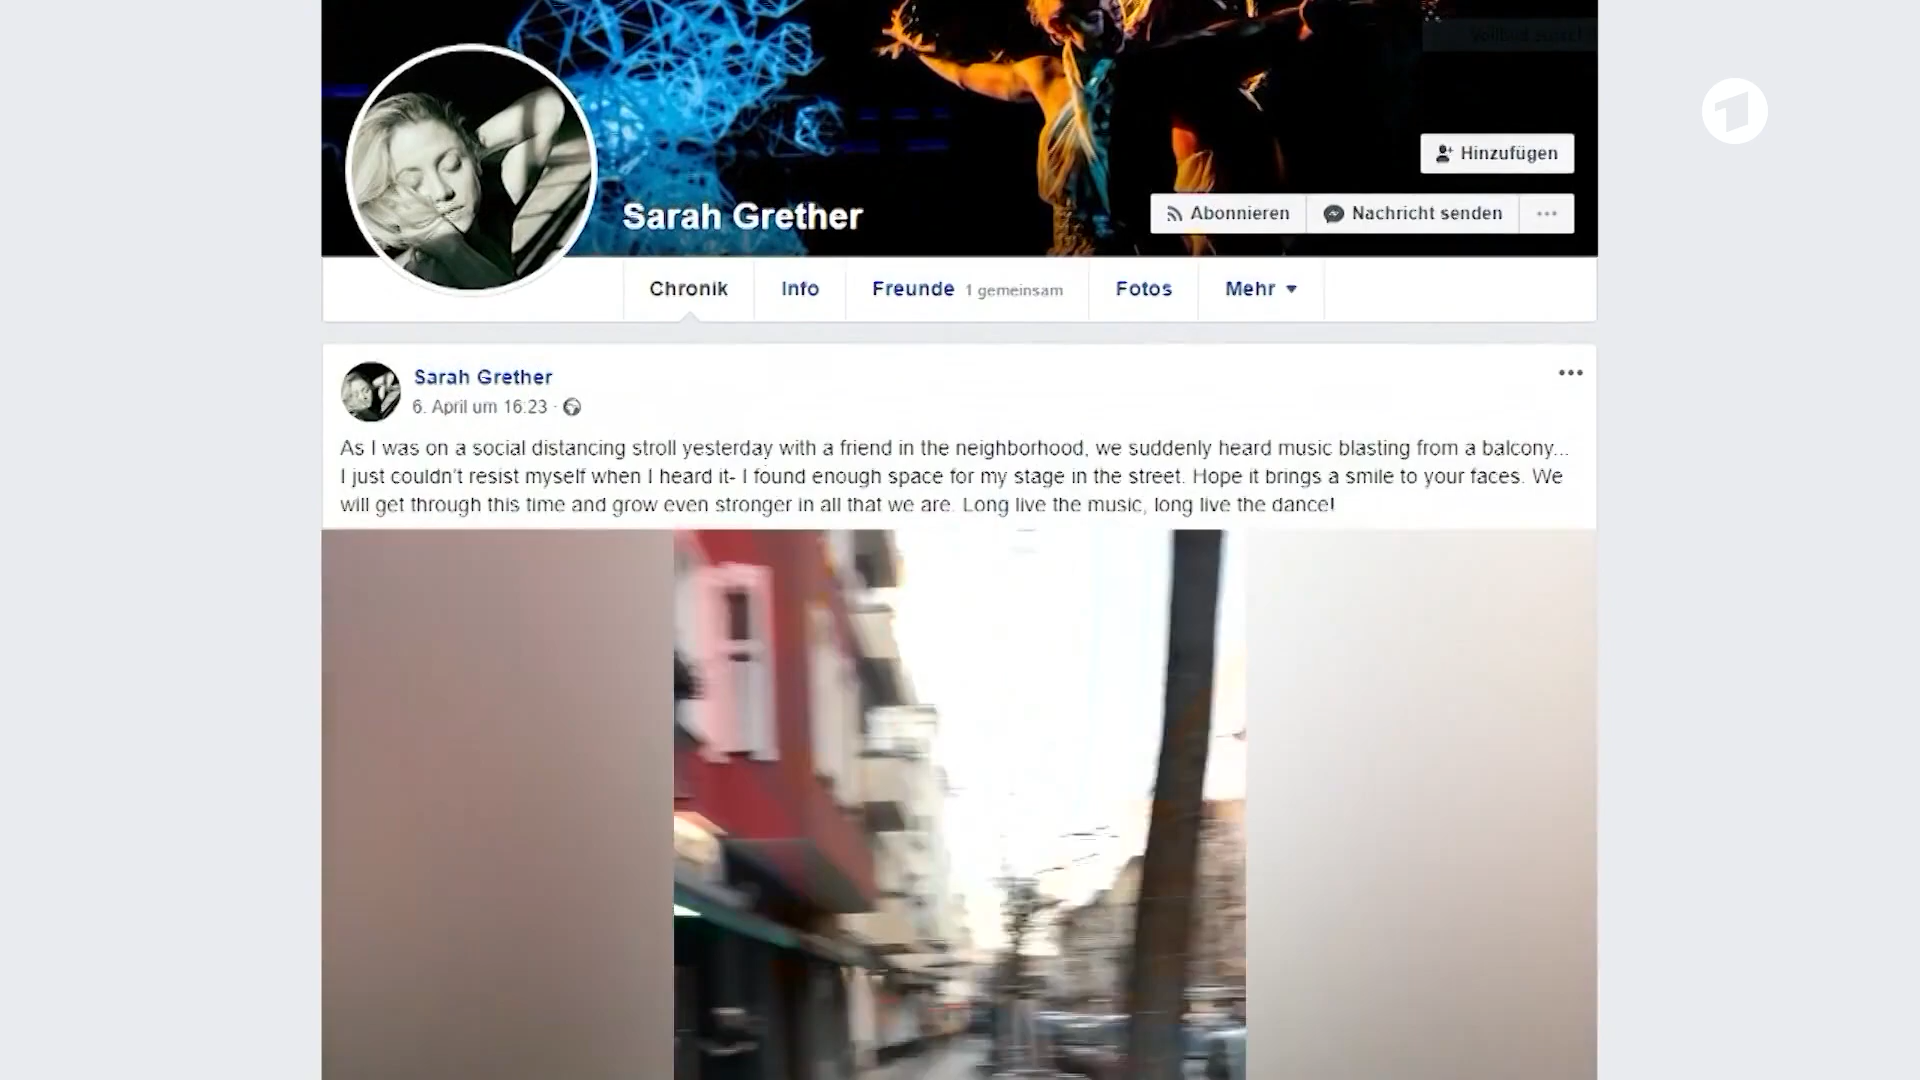 Sarah Grether
Hinzufügen
Abonnieren
Nachricht senden
Chronik
Info
Freunde 1 gemeinsam
Fotos
Mehr
Sarah Grether
6. April um 16:23 ·
As I was on a social distancing stroll yesterday with a friend in the neighborhood, we suddenly heard music blasting from a balcony...
I just couldn't resist myself when I heard it- I found enough space for my stage in the street. Hope it brings a smile to your faces. We
will get through this time and grow even stronger in all that we are. Long live the music, long live the dance!